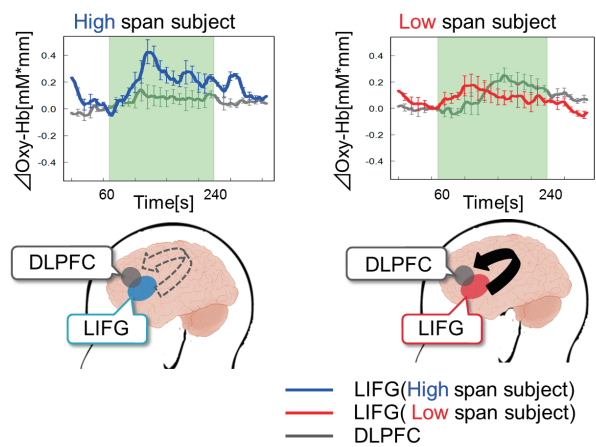 High span subject
Low span subject
⊿Oxy-Hb[mM*mm]
0.4
0.2
0.0
0.2
-0.4
60
Time[s]
240
⊿Oxy-Hb[mM*mm]
0.4
0.2
0.0
0.2
-0.4
60
Time[s]
240
DLPFC
LIFG
DLPFC
LIFG
LIFG(High span subject)
LIFG( Low span subject)
DLPFC